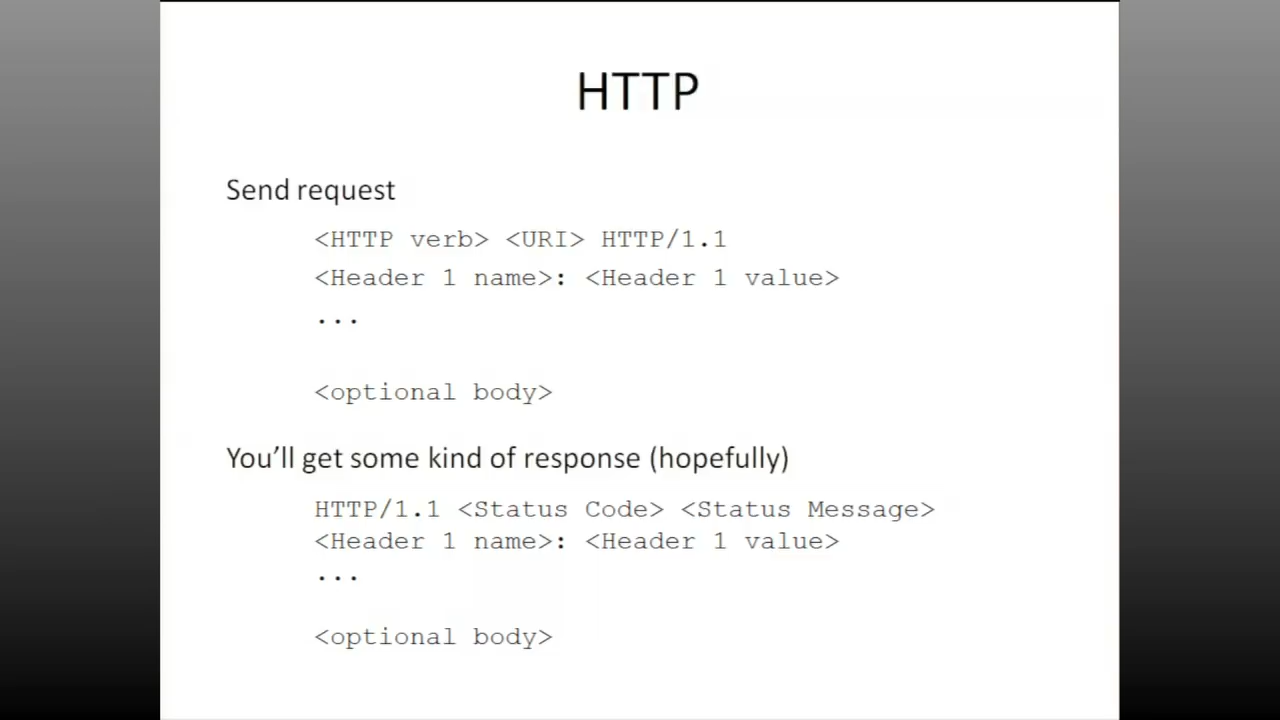 HTTP
Send request
<HTTP verb> <URI> HTTP/1.1
<Header 1 name>: <Header 1 value>
...
<optional body>
You’ll get some kind of response (hopefully)
HTTP/1.1 <Status Code> <Status Message>
<Header 1 name>: <Header 1 value>
...
<optional body>